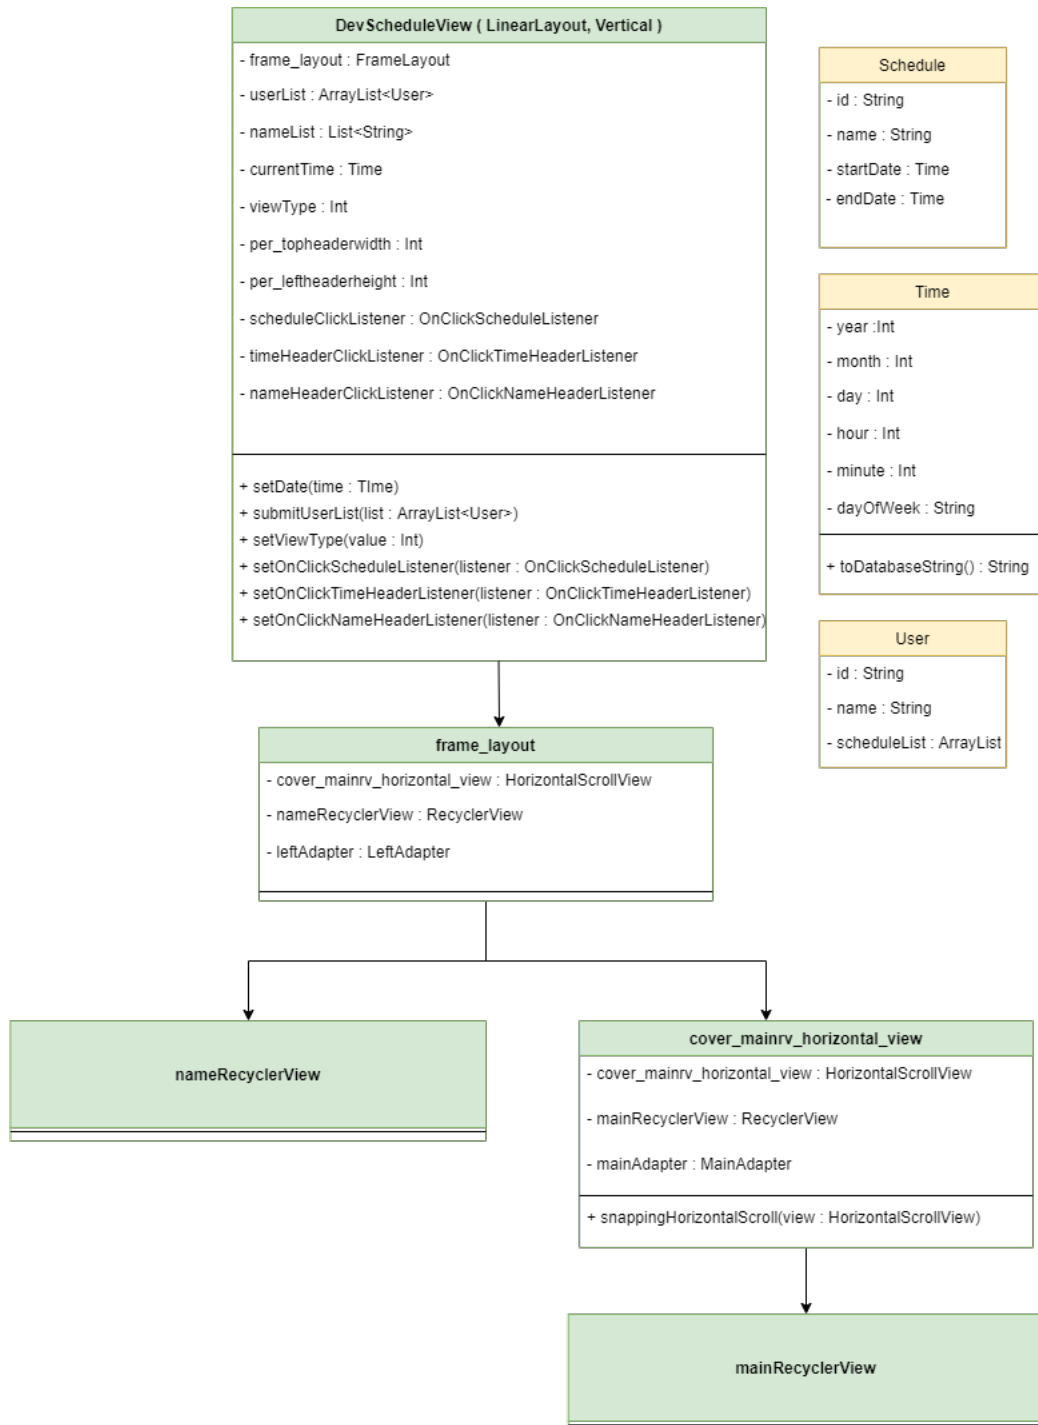 DevScheduleView ( LinearLayout, Vertical )
- frame_layout : FrameLayout
- userList : ArrayList<User>
- nameList : List<String>
- currentTime : Time
- viewType : Int
- per_topheaderwidth : Int
- per_leftheaderheight : Int
- scheduleClickListener : OnClickScheduleListener
- timeHeaderClickListener : OnClickTimeHeaderListener
- nameHeaderClickListener : OnClickNameHeaderListener
+ setDate(time : TIme)
+ submitUserList(list : ArrayList<User>)
+ setViewType(value : Int)
+ setOnClickScheduleListener(listener : OnClickScheduleListener)
+ setOnClickTimeHeaderListener(listener : OnClickTimeHeaderListener)
+ setOnClickNameHeaderListener(listener : OnClickNameHeaderListener)
Schedule
- id : String
- name : String
- startDate : Time
- endDate : Time
Time
- year :Int
- month : Int
- day : Int
- hour : Int
- minute : Int
- dayOfWeek : String
+ toDatabaseString() : String
User
- id : String
- name : String
- scheduleList : ArrayList
frame_layout
- cover_mainrv_horizontal_view : HorizontalScrollView
- nameRecyclerView : RecyclerView
- leftAdapter : LeftAdapter
nameRecyclerView
cover_mainrv_horizontal_view
- cover_mainrv_horizontal_view : HorizontalScrollView
- mainRecyclerView : RecyclerView
- mainAdapter : MainAdapter
+ snappingHorizontalScroll(view : HorizontalScrollView)
mainRecyclerView